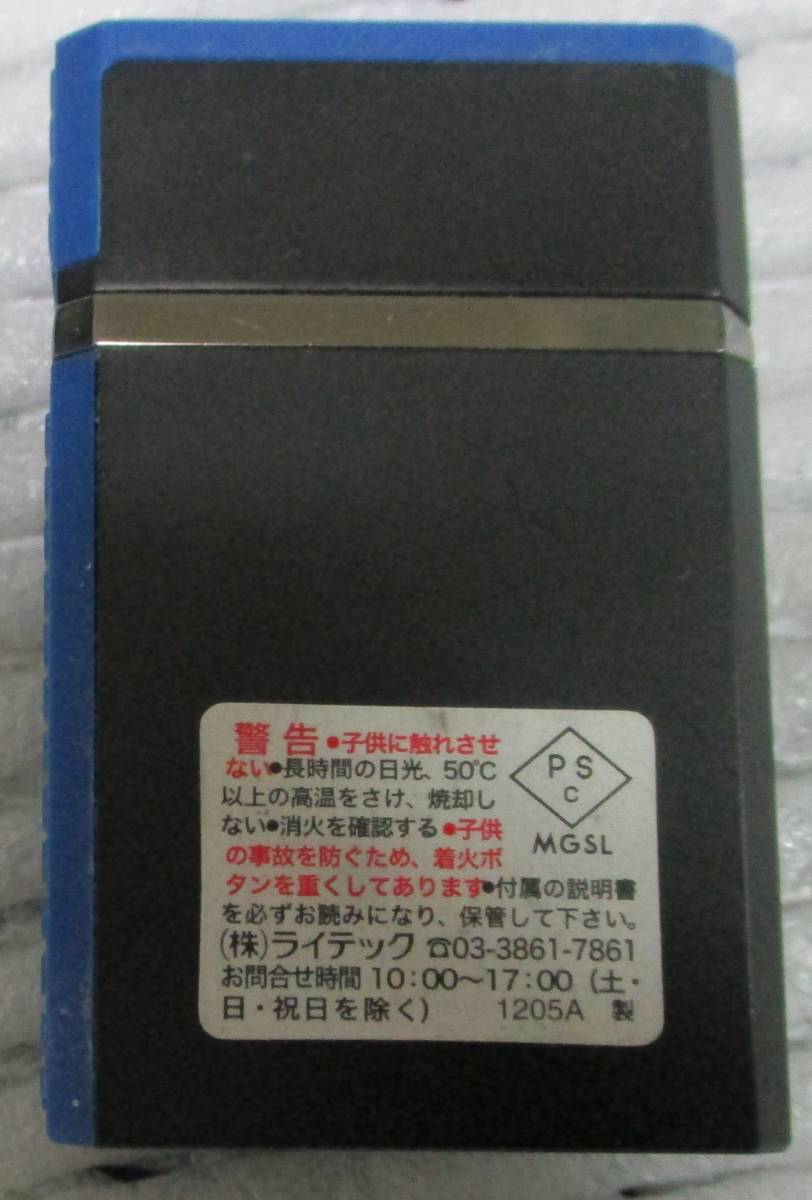 警告 ●子供に触れさせ
ない●長時間の日光、50℃
以上の高温をさけ、焼却し
ない●消火を確認する ●子供
の事故を防ぐため、着火ボ
タンを重くしてあります●付属の説明書
を必ずお読みになり、保管して下さい。
(株)ライテック ☎03-3861-7861
お問合せ時間 10:00〜17:00 (土・
日・祝日を除く) 1205A 製
PS
C
MGSL